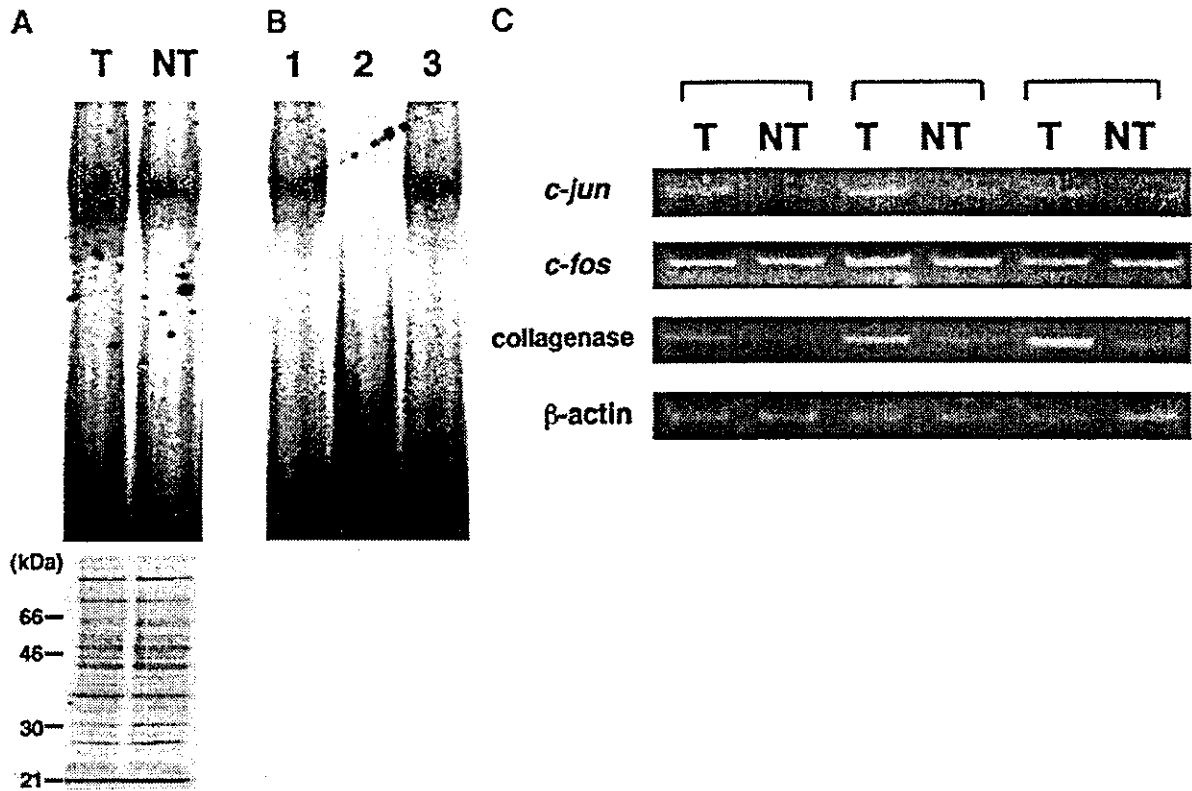 A
T NT
(kDa)
66
46
30
21
B
1 2 3
C
T NT T NT T NT
c-jun
c-fos
collagenase
β-actin